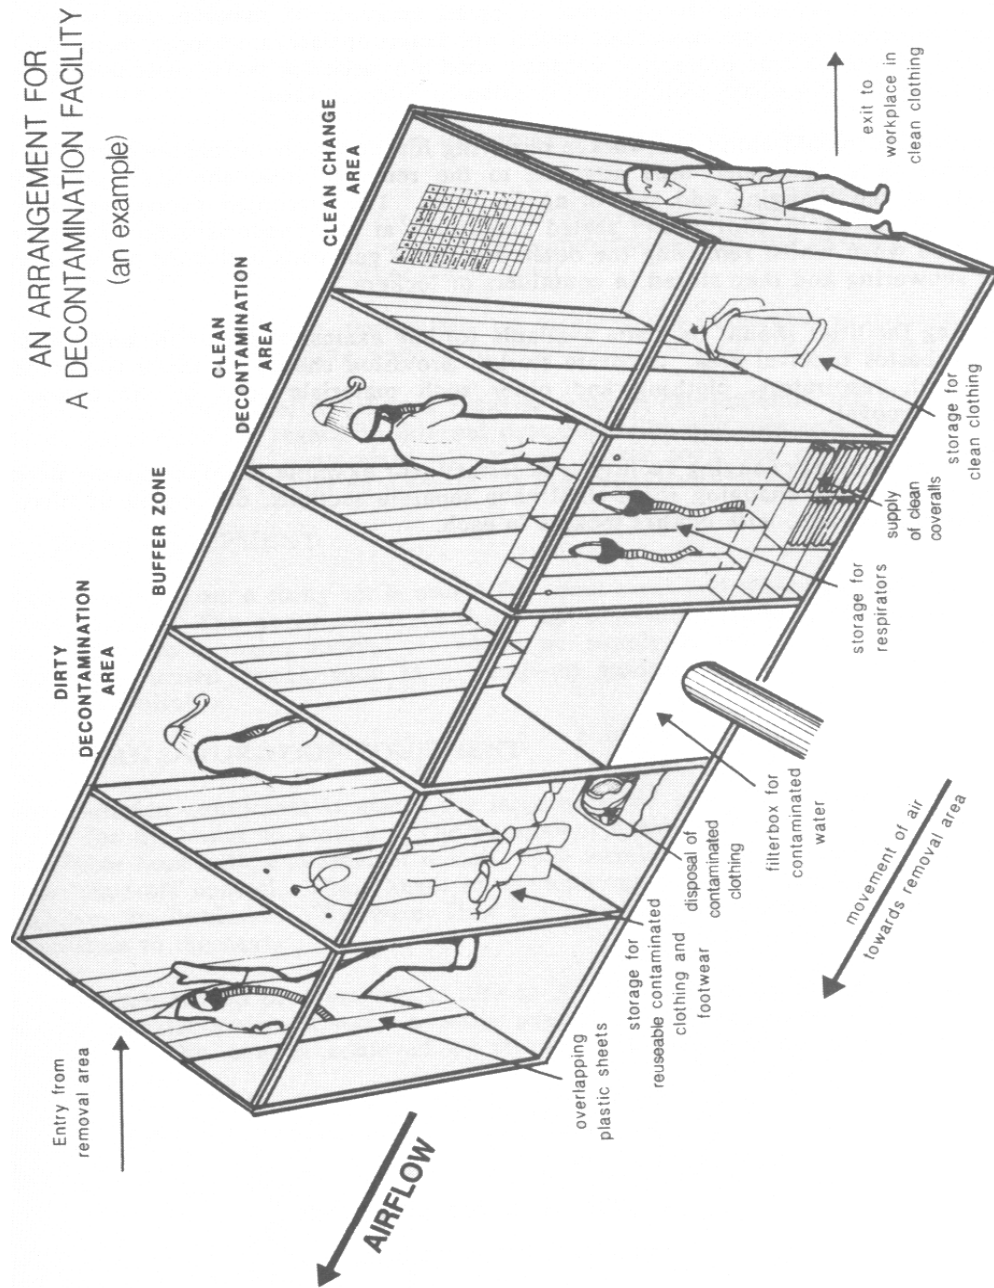 AN ARRANGEMENT FOR
A DECONTAMINATION FACILITY
(an example)
Entry from
removal area
DIRTY
DECONTAMINATION
AREA
BUFFER ZONE
CLEAN
DECONTAMINATION
AREA
CLEAN CHANGE
AREA
exit to
workplace in
clean clothing
AIRFLOW
overlapping
plastic sheets
storage for
reuseable contaminated
clothing and
footwear
disposal of
contaminated
clothing
filterbox for
contaminated
water
storage for
respirators
supply
of clean
coveralls
storage for
clean clothing
movement of air
towards removal area